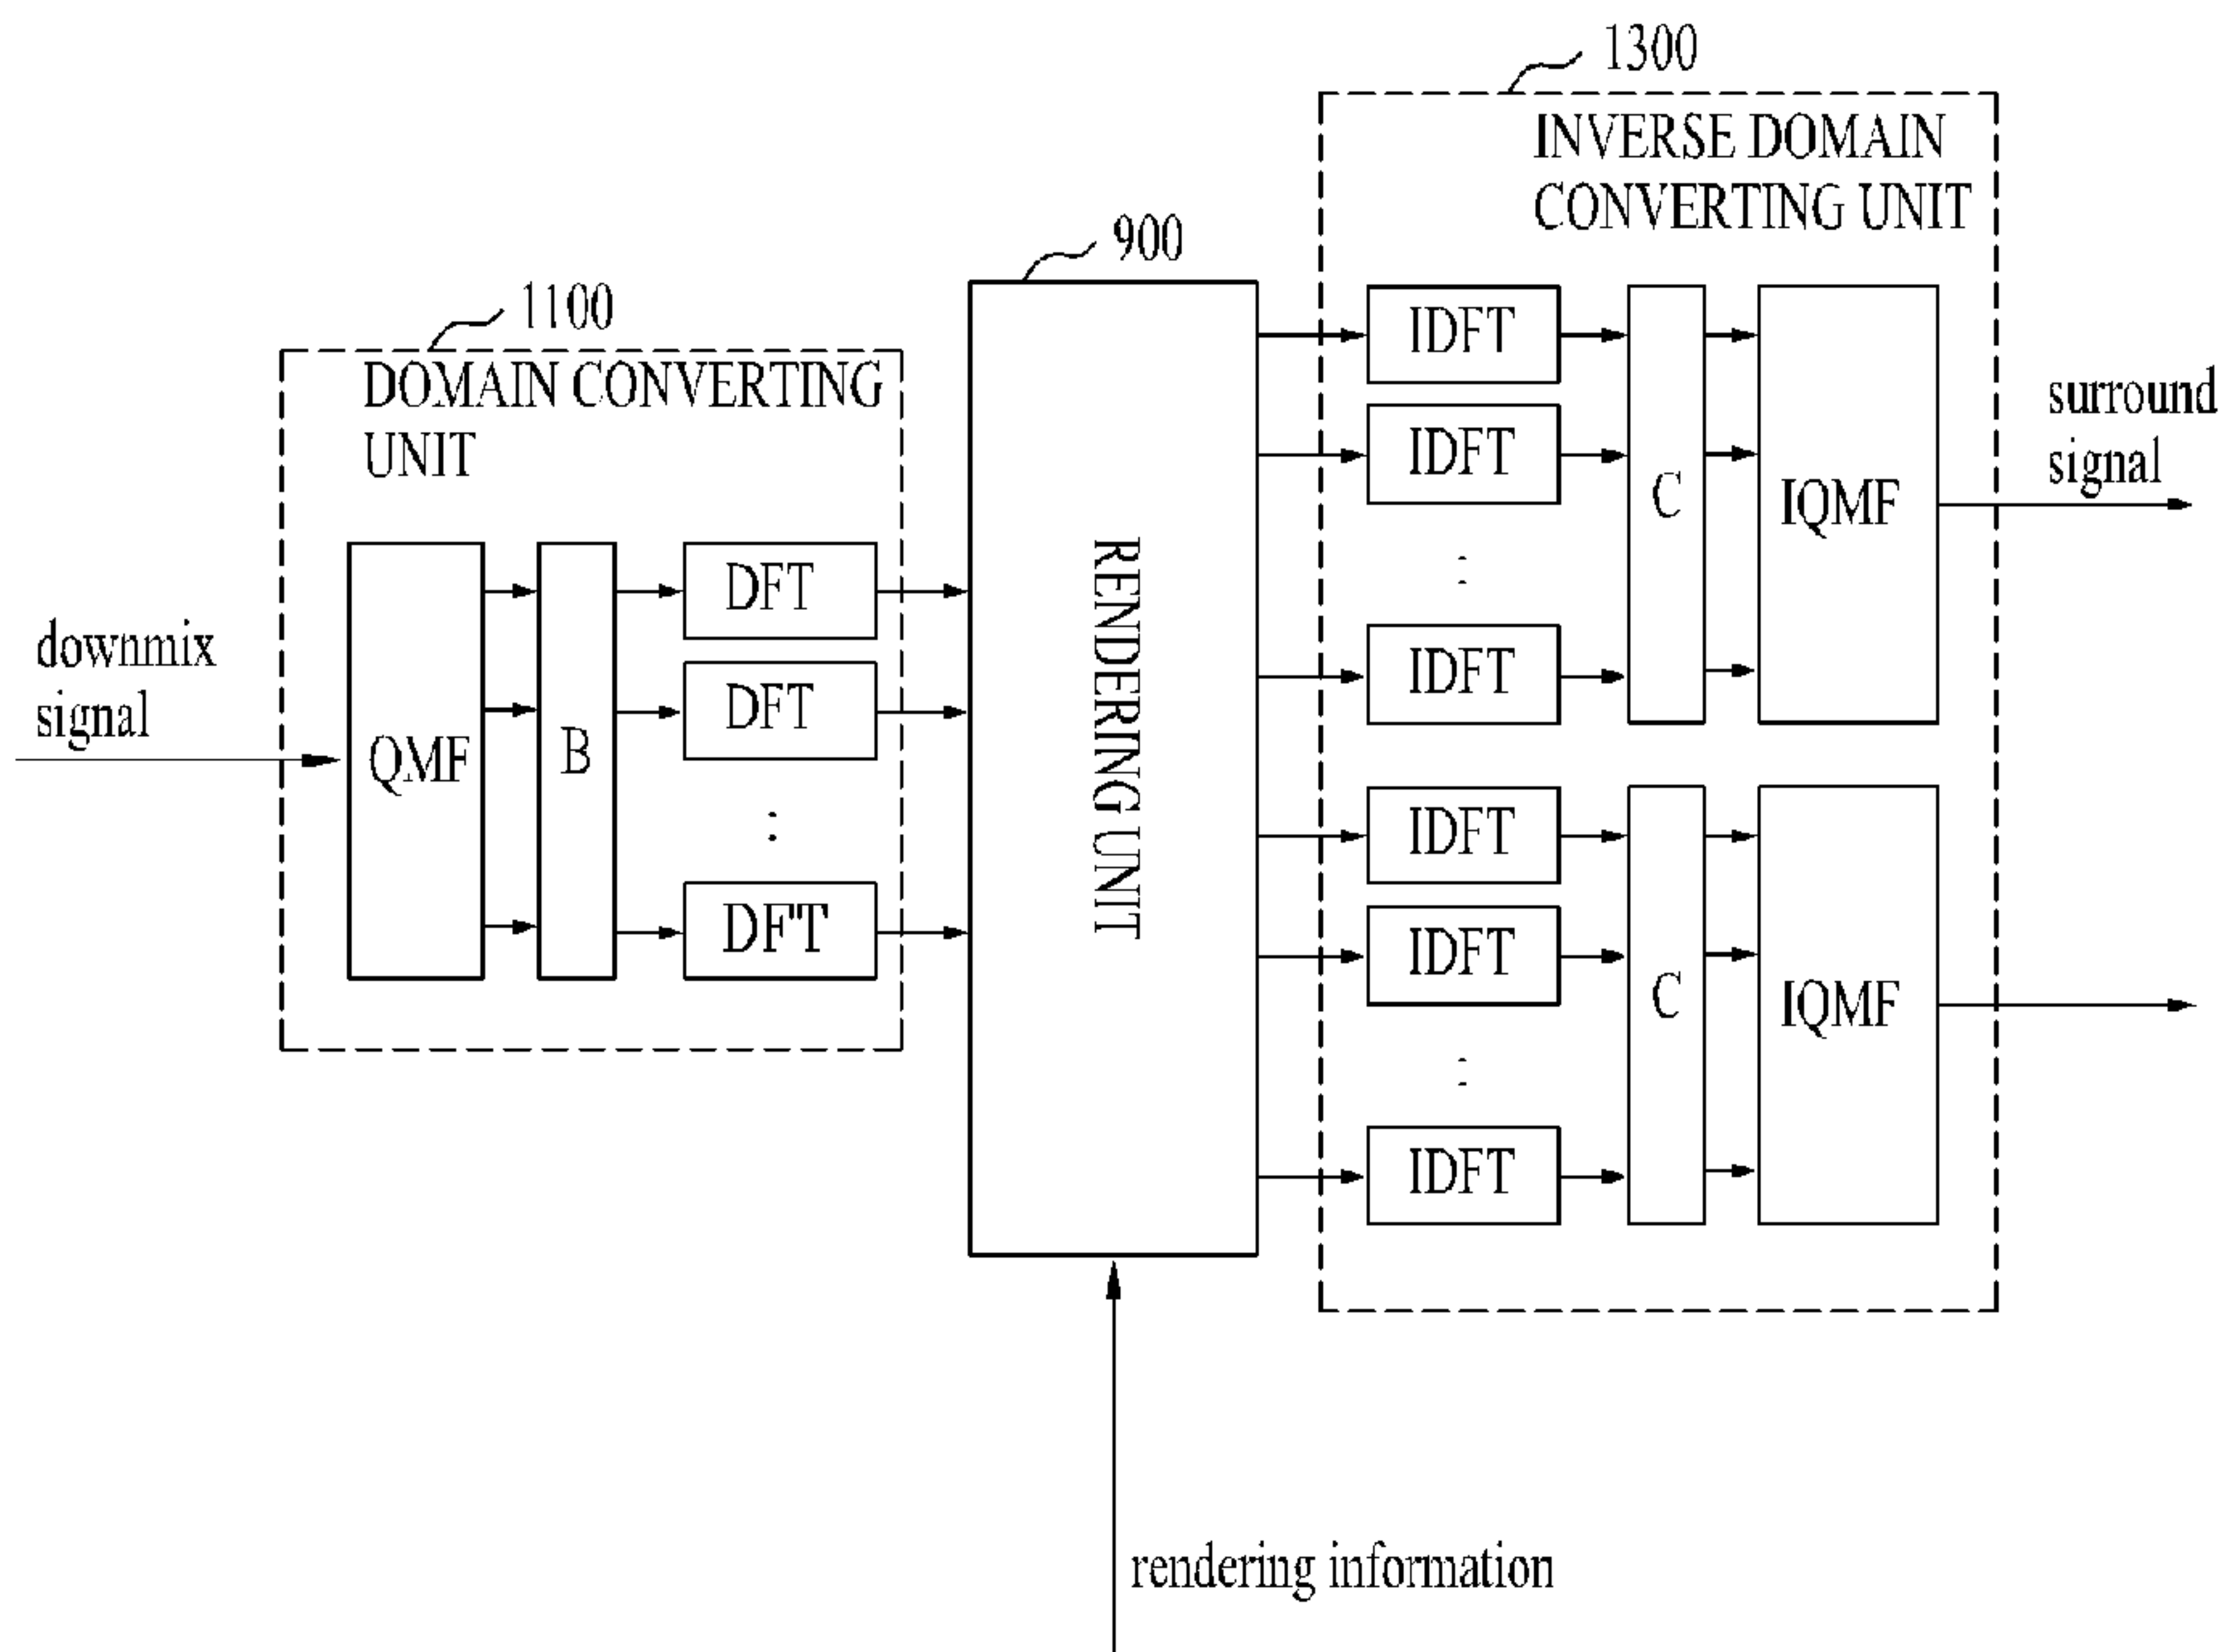 1300
INVERSE DOMAIN
CONVERTING UNIT
900
1100
DOMAIN CONVERTING
UNIT
downmix
signal
QMF
B
DFT
DFT
:
DFT
RENDERING UNIT
IDFT
IDFT
:
IDFT
C
IQMF
surround
signal
IDFT
IDFT
:
IDFT
C
IQMF
rendering information